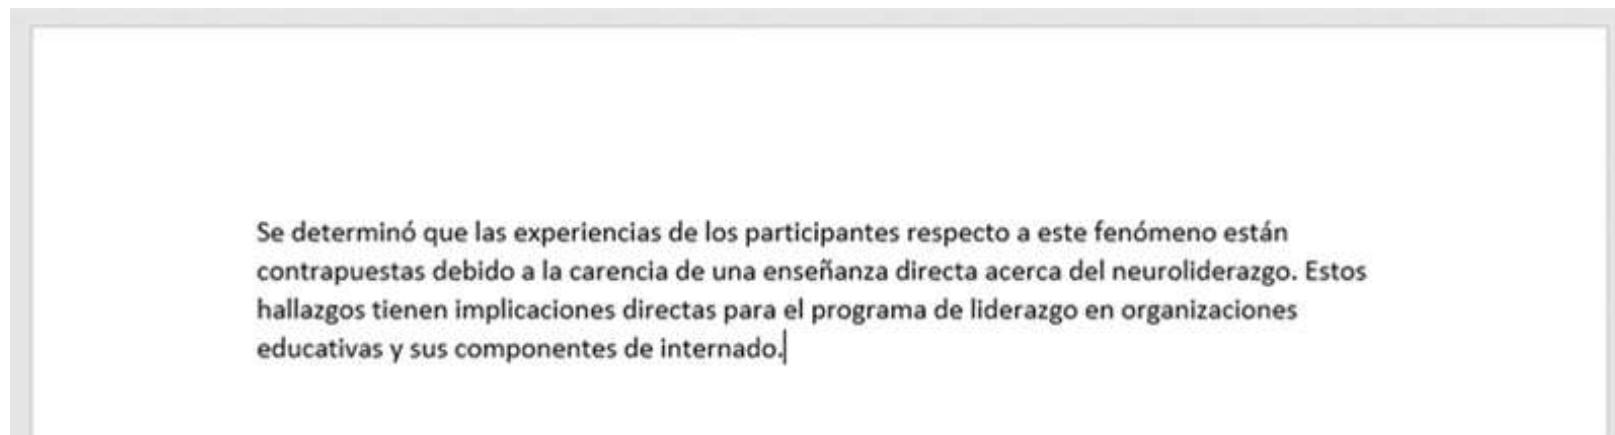 Se determinó que las experiencias de los participantes respecto a este fenómeno están
contrapuestas debido a la carencia de una enseñanza directa acerca del neuroliderazgo. Estos
hallazgos tienen implicaciones directas para el programa de liderazgo en organizaciones
educativas y sus componentes de internado.